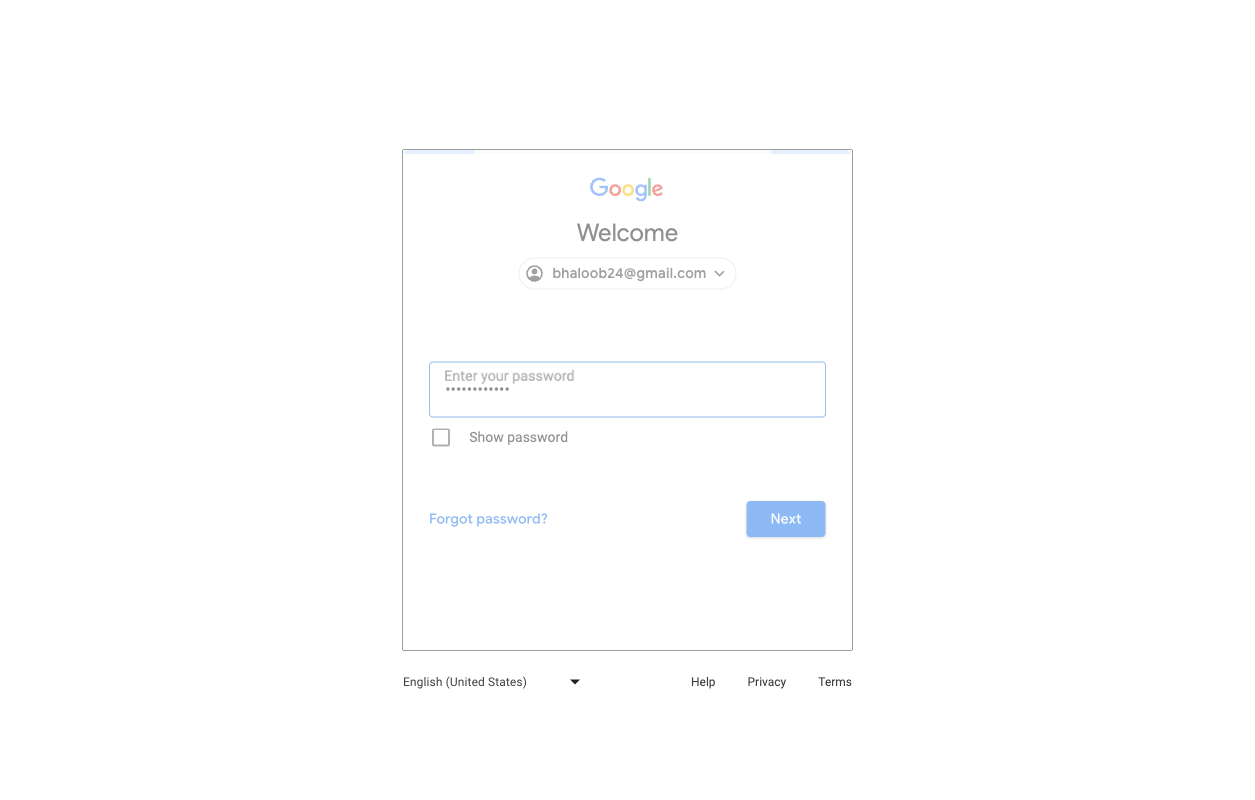 Google
Welcome
bhaloob24@gmail.com
Enter your password
••••••••••••
Show password
Forgot password?
Next
English (United States)
Help
Privacy
Terms